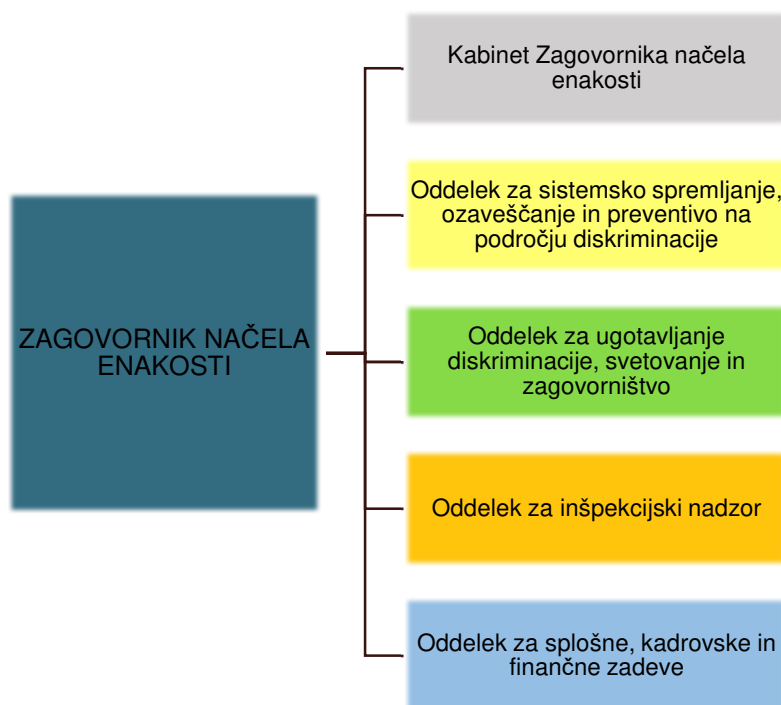 Kabinet Zagovornika načela
enakosti
Oddelek za sistemsko spremljanje,
ozaveščanje in preventivo na
področju diskriminacije
ZAGOVORNIK NAČELA
ENAKOSTI
Oddelek za ugotavljanje
diskriminacije, svetovanje in
zagovorništvo
Oddelek za inšpekcijski nadzor
Oddelek za splošne, kadrovske in
finančne zadeve